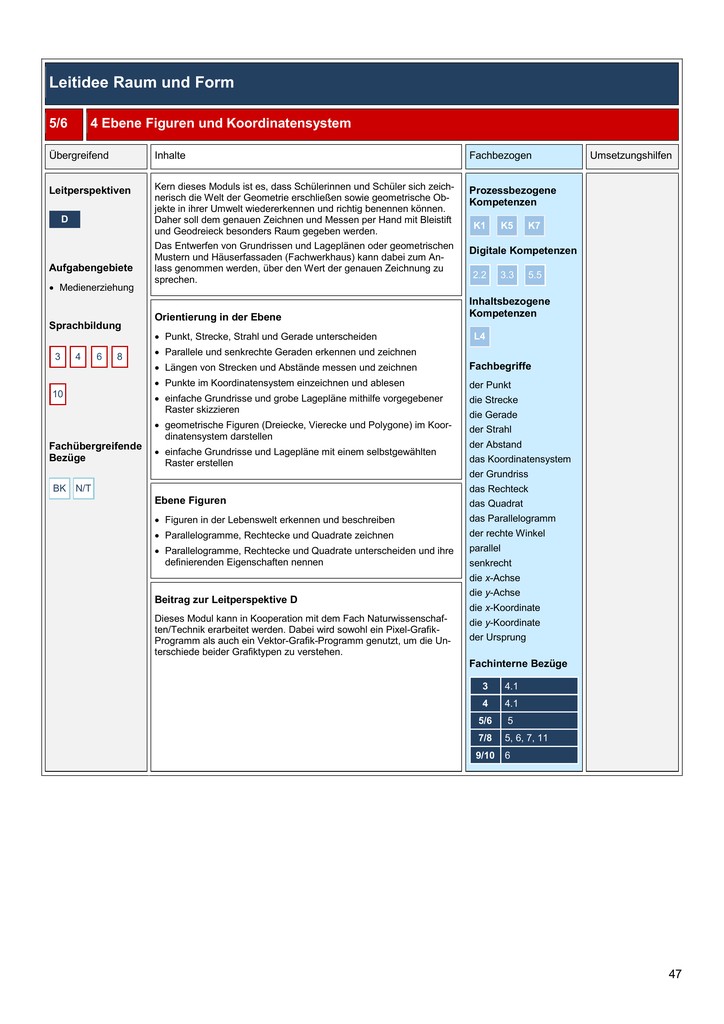 Leitidee Raum und Form
5/6
4 Ebene Figuren und Koordinatensystem
Übergreifend
Inhalte
Fachbezogen
Umsetzungshilfen
Leitperspektiven
D
Aufgabengebiete
• Medienerziehung
Sprachbildung
3 4 6 8
10
Fachübergreifende
Bezüge
BK N/T
Kern dieses Moduls ist es, dass Schülerinnen und Schüler sich zeich-
nerisch die Welt der Geometrie erschließen sowie geometrische Ob-
jekte in ihrer Umwelt wiedererkennen und richtig benennen können.
Daher soll dem genauen Zeichnen und Messen per Hand mit Bleistift
und Geodreieck besonders Raum gegeben werden.
Das Entwerfen von Grundrissen und Lageplänen oder geometrischen
Mustern und Häuserfassaden (Fachwerkhaus) kann dabei zum An-
lass genommen werden, über den Wert der genauen Zeichnung zu
sprechen.
Orientierung in der Ebene
• Punkt, Strecke, Strahl und Gerade unterscheiden
• Parallele und senkrechte Geraden erkennen und zeichnen
• Längen von Strecken und Abstände messen und zeichnen
• Punkte im Koordinatensystem einzeichnen und ablesen
• einfache Grundrisse und grobe Lagepläne mithilfe vorgegebener
Raster skizzieren
• geometrische Figuren (Dreiecke, Vierecke und Polygone) im Koor-
dinatensystem darstellen
• einfache Grundrisse und Lagepläne mit einem selbstgewählten
Raster erstellen
Ebene Figuren
• Figuren in der Lebenswelt erkennen und beschreiben
• Parallelogramme, Rechtecke und Quadrate zeichnen
• Parallelogramme, Rechtecke und Quadrate unterscheiden und ihre
definierenden Eigenschaften nennen
Beitrag zur Leitperspektive D
Dieses Modul kann in Kooperation mit dem Fach Naturwissenschaf-
ten/Technik erarbeitet werden. Dabei wird sowohl ein Pixel-Grafik-
Programm als auch ein Vektor-Grafik-Programm genutzt, um die Un-
terschiede beider Grafiktypen zu verstehen.
Prozessbezogene
Kompetenzen
K1 K5 K7
Digitale Kompetenzen
2.2 3.3 5.5
Inhaltsbezogene
Kompetenzen
L4
Fachbegriffe
der Punkt
die Strecke
die Gerade
der Strahl
der Abstand
das Koordinatensystem
der Grundriss
das Rechteck
das Quadrat
das Parallelogramm
der rechte Winkel
parallel
senkrecht
die x-Achse
die y-Achse
die x-Koordinate
die y-Koordinate
der Ursprung
Fachinterne Bezüge
3 4.1
4 4.1
5/6 5
7/8 5, 6, 7, 11
9/10 6
47